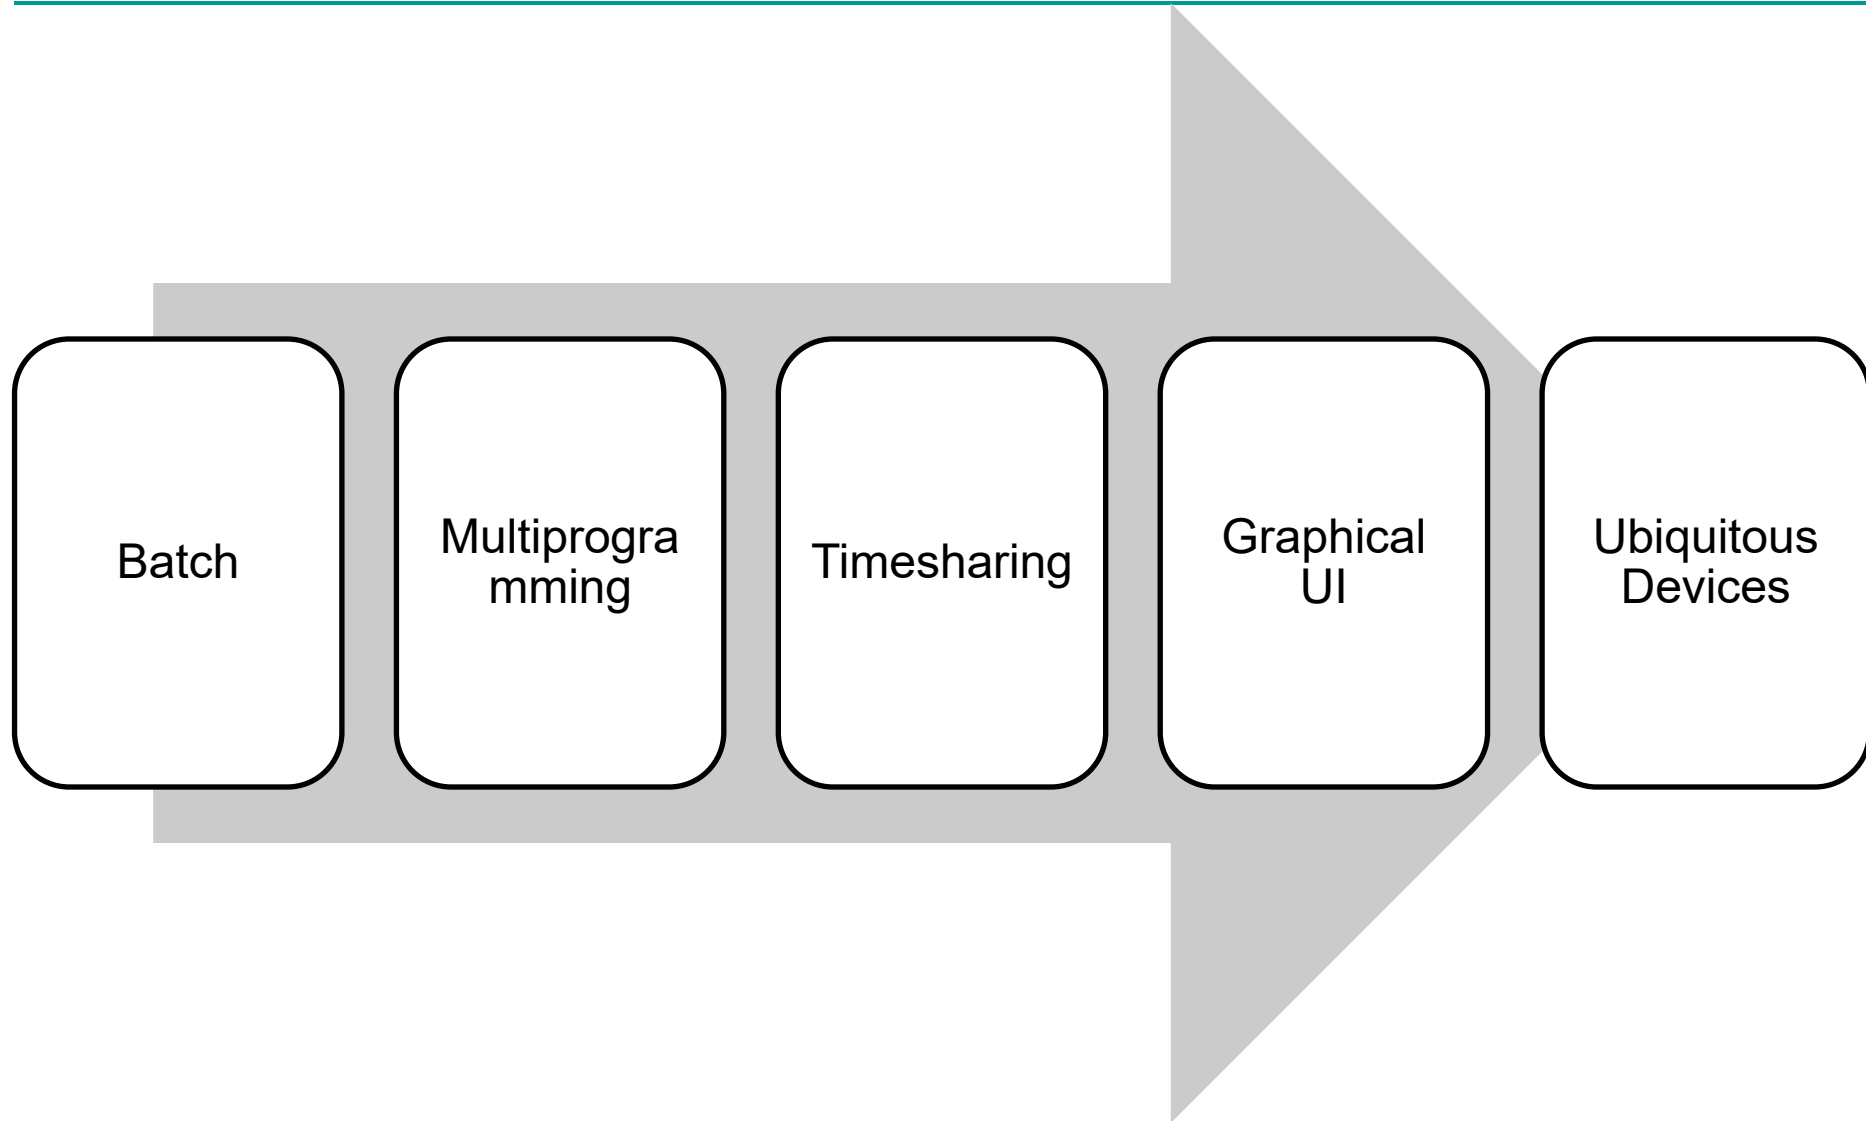 Batch
Multiprogra
mming
Timesharing
Graphical
UI
Ubiquitous
Devices